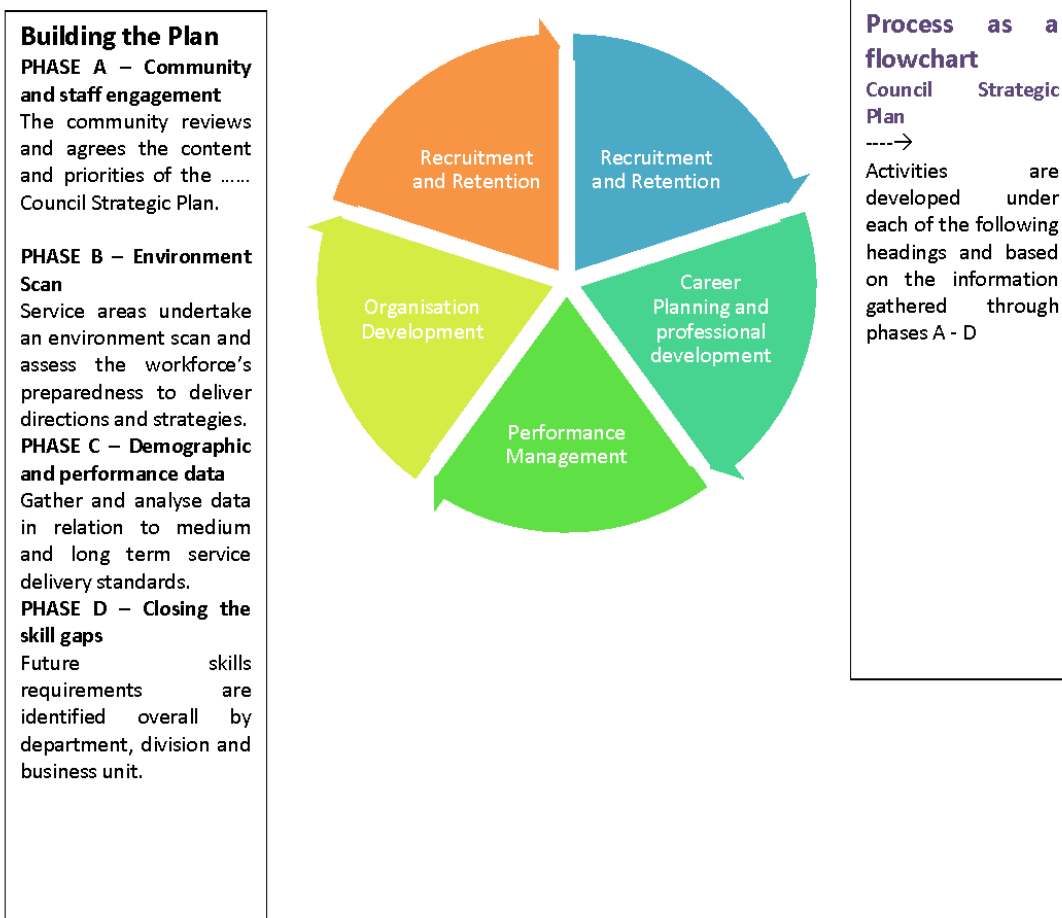 Building the Plan
PHASE A – Community
and staff engagement
The community reviews
and agrees the content
and priorities of the ......
Council Strategic Plan.
PHASE B – Environment
Scan
Service areas undertake
an environment scan and
assess the workforce's
preparedness to deliver
directions and strategies.
PHASE C – Demographic
and performance data
Gather and analyse data
in relation to medium
and long term service
delivery standards.
PHASE D – Closing the
skill gaps
Future skills
requirements are
identified overall by
department, division and
business unit.
Recruitment
and Retention
Recruitment
and Retention
Career
Planning and
professional
development
Performance
Management
Organisation
Development
Process as a
flowchart
Council Strategic
Plan
---->
Activities are
developed under
each of the following
headings and based
on the information
gathered through
phases A - D